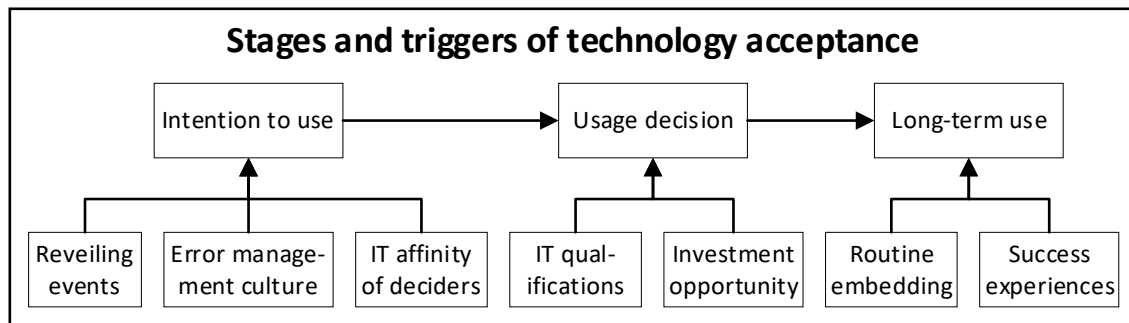 Stages and triggers of technology acceptance
Intention to use
Usage decision
Long-term use
Reveiling
events
Error manage-
ment culture
IT affinity
of deciders
IT qual-
ifications
Investment
opportunity
Routine
embedding
Success
experiences